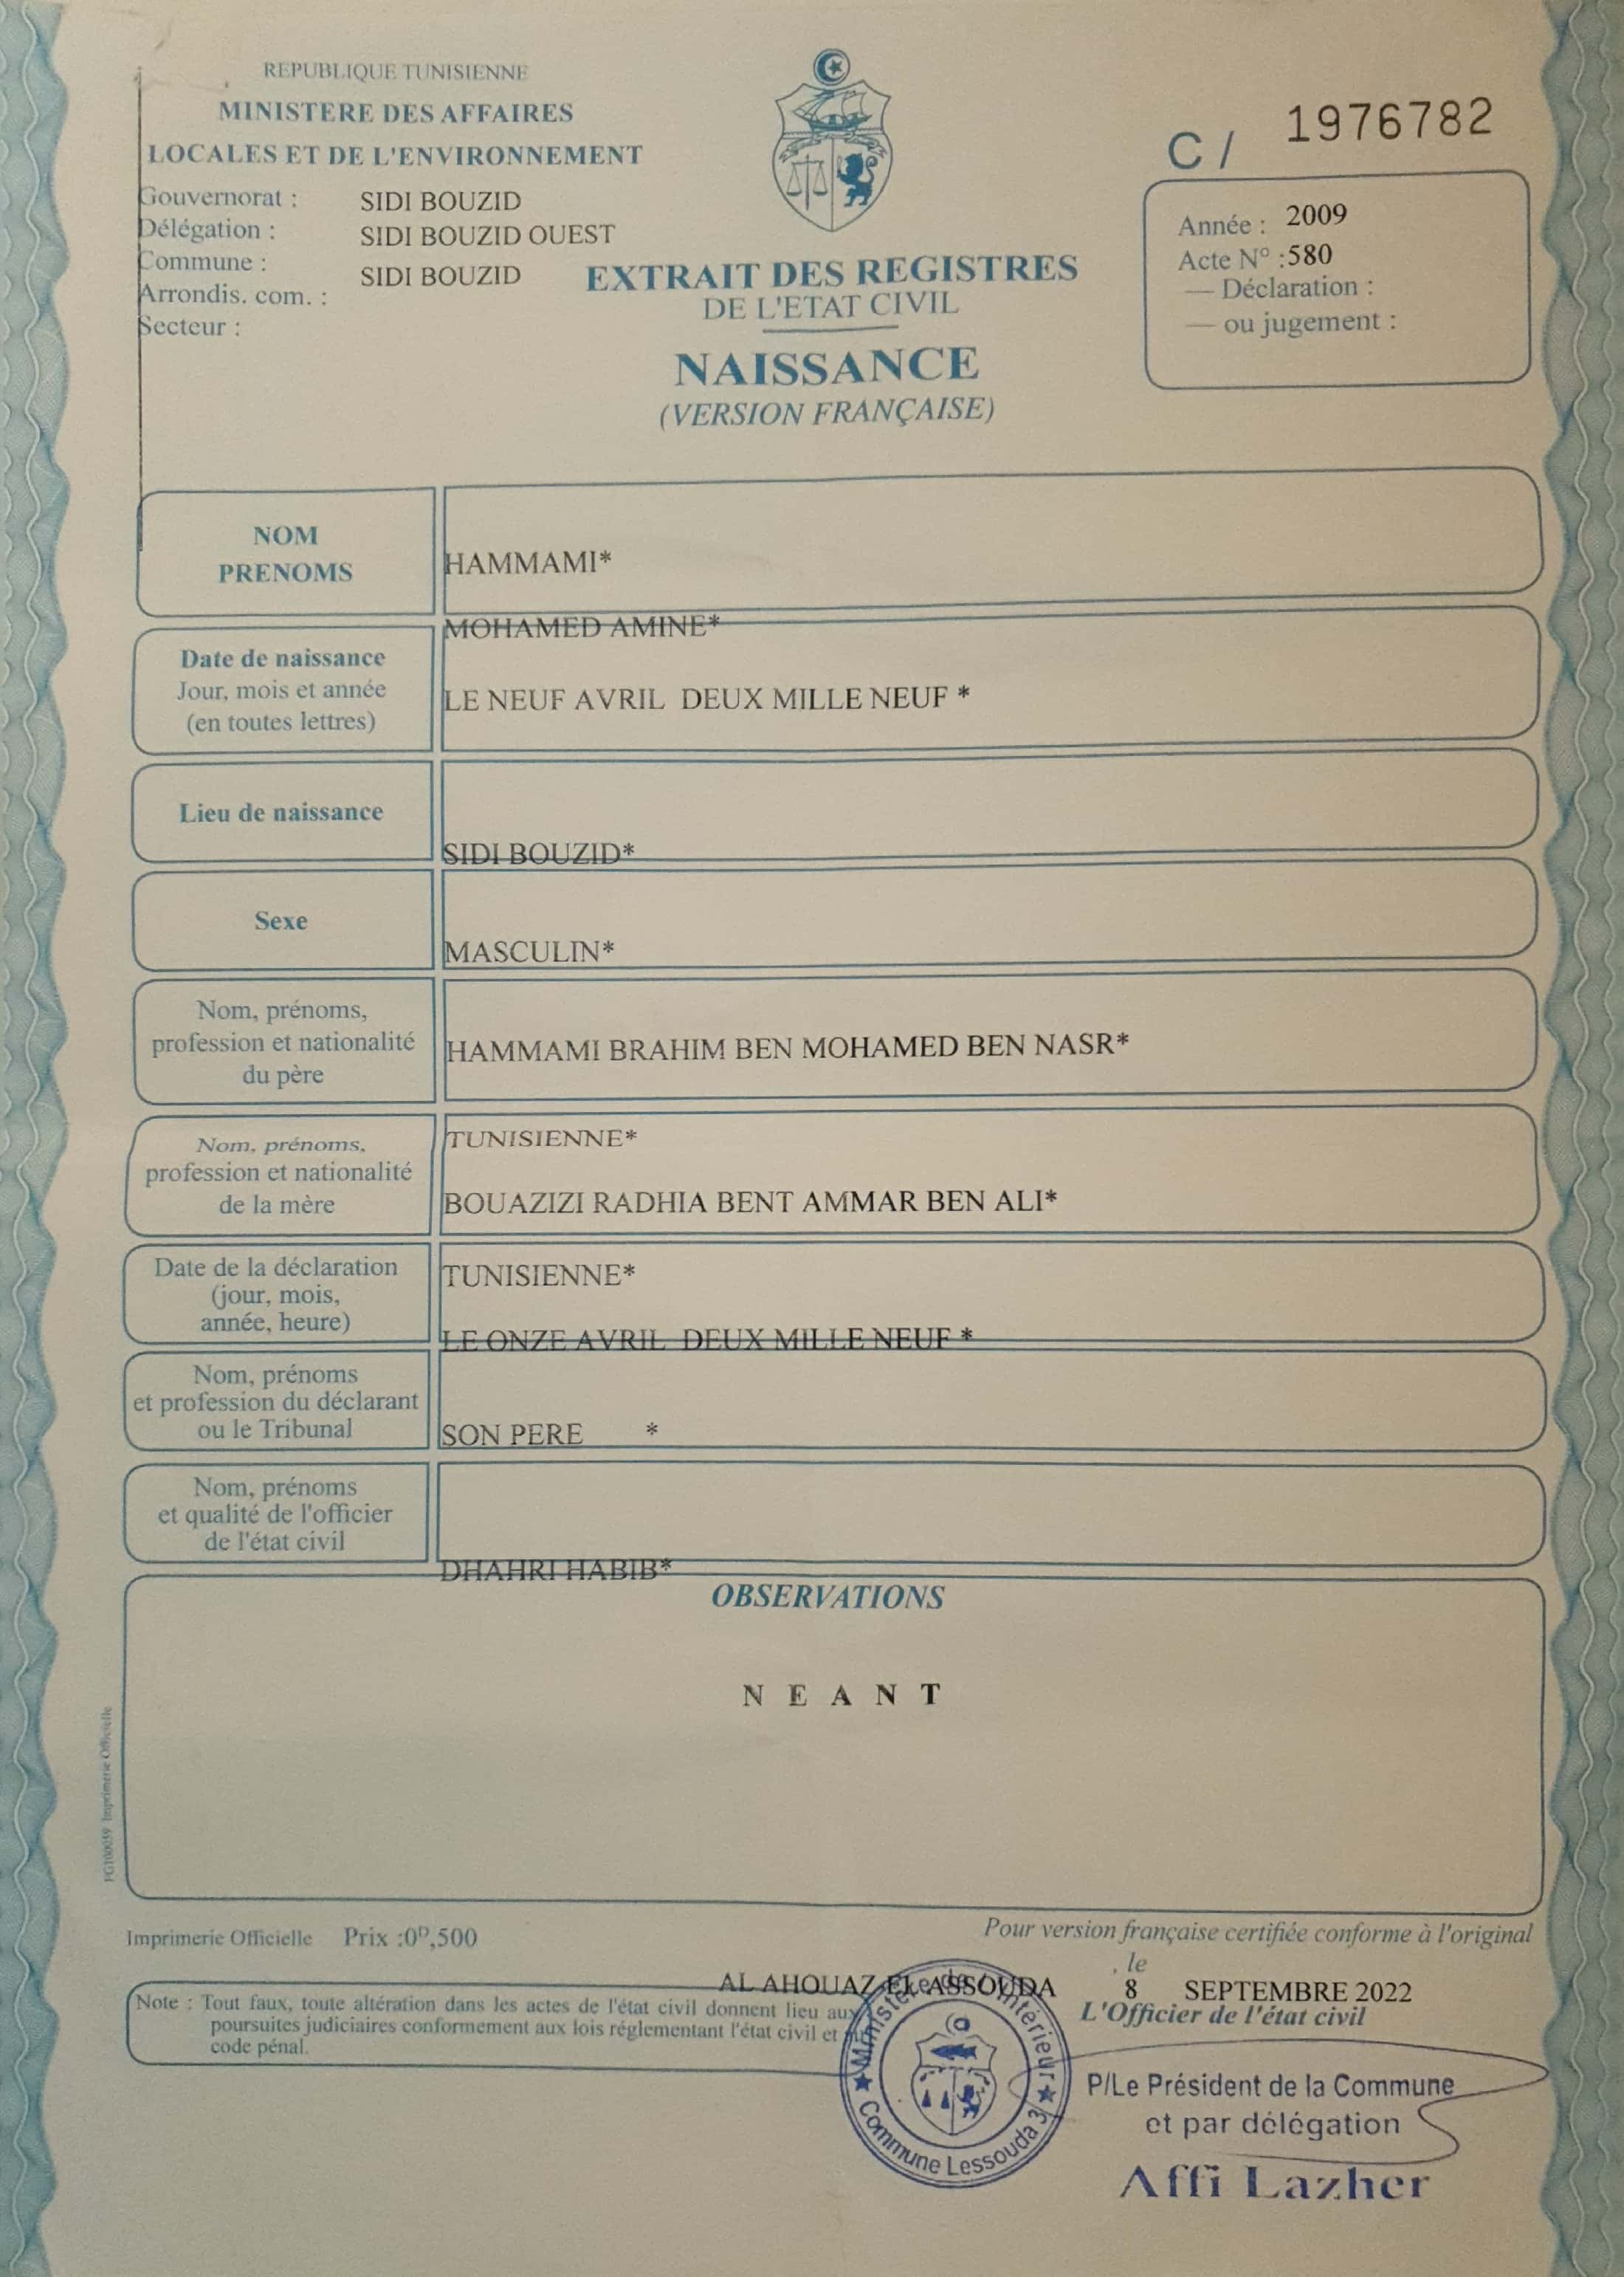 REPUBLIQUE TUNISIENNE
MINISTERE DES AFFAIRES
LOCALES ET DE L'ENVIRONNEMENT
Gouvernorat : SIDI BOUZID
Délégation : SIDI BOUZID OUEST
Commune : SIDI BOUZID
Arrondis. com. :
Secteur :
C / 1976782
Année : 2009
Acte N° : 580
— Déclaration :
— ou jugement :
EXTRAIT DES REGISTRES
DE L'ETAT CIVIL
NAISSANCE
(VERSION FRANÇAISE)
NOM
PRENOMS
HAMMAMI*
MOHAMED AMINE*
Date de naissance
Jour, mois et année
(en toutes lettres)
LE NEUF AVRIL DEUX MILLE NEUF *
Lieu de naissance
SIDI BOUZID*
Sexe
MASCULIN*
Nom, prénoms,
profession et nationalité
du père
HAMMAMI BRAHIM BEN MOHAMED BEN NASR*
TUNISIENNE*
Nom, prénoms,
profession et nationalité
de la mère
BOUAZIZI RADHIA BENT AMMAR BEN ALI*
TUNISIENNE*
Date de la déclaration
(jour, mois,
année, heure)
LE ONZE AVRIL DEUX MILLE NEUF *
Nom, prénoms
et profession du déclarant
ou le Tribunal
SON PERE *
Nom, prénoms
et qualité de l'officier
de l'état civil
DHAHRI HABIB*
OBSERVATIONS
N E A N T
FG100059 Imprimerie Officielle
Imprimerie Officielle Prix :0ᴰ,500
Pour version française certifiée conforme à l'original
AL AHOUAZ EL ASSOUDA , le 8 SEPTEMBRE 2022
L'Officier de l'état civil
Note : Tout faux, toute altération dans les actes de l'état civil donnent lieu aux
poursuites judiciaires conformement aux lois réglementant l'état civil et
code pénal.
Ministère de l'Intérieur
Commune Lessouda 3
P/Le Président de la Commune
et par délégation
Affi Lazher